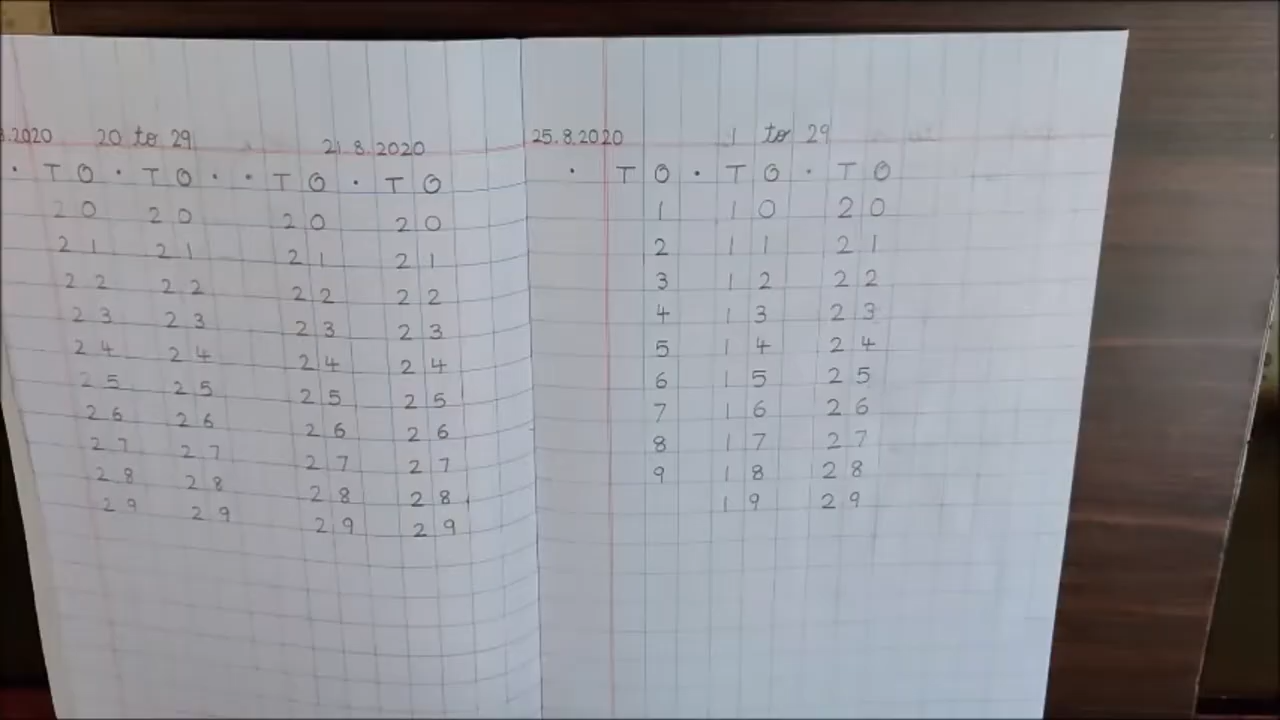 8.2020 20 to 29 21.8.2020
. T O . T O . . T O . T O
20 20 20 20
21 21 21 21
22 22 22 22
23 23 23 23
24 24 24 24
25 25 25 25
26 26 26 26
27 27 27 27
28 28 28 28
29 29 29 29
25.8.2020 1 to 29
. T O . T O . T O
1 10 20
2 11 21
3 12 22
4 13 23
5 14 24
6 15 25
7 16 26
8 17 27
9 18 28
19 29